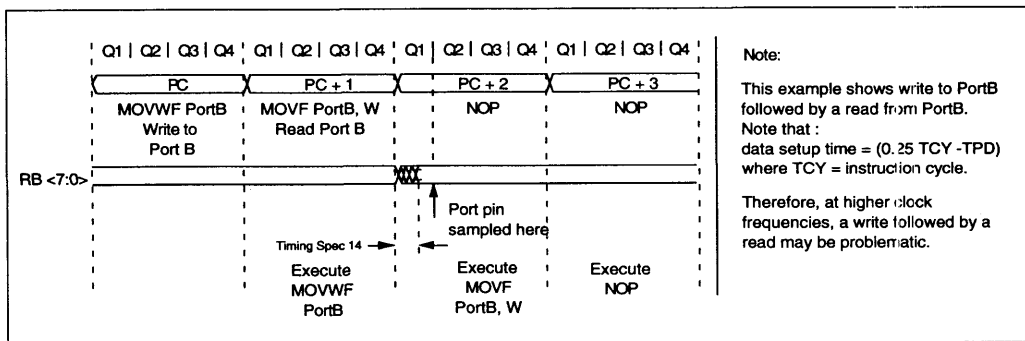 Q1 | Q2 | Q3 | Q4 Q1 | Q2 | Q3 | Q4 Q1 | Q2 | Q3 | Q4 Q1 | Q2 | Q3 | Q4
PC PC + 1 PC + 2 PC + 3
MOVWF PortB MOVF PortB, W NOP NOP
Write to Read Port B
Port B
RB <7:0>
Port pin
sampled here
Timing Spec 14
Execute Execute Execute
MOVWF MOVF NOP
PortB PortB, W
Note:
This example shows write to PortB
followed by a read from PortB.
Note that :
data setup time = (0.25 TCY -TPD)
where TCY = instruction cycle.
Therefore, at higher clock
frequencies, a write followed by a
read may be problematic.